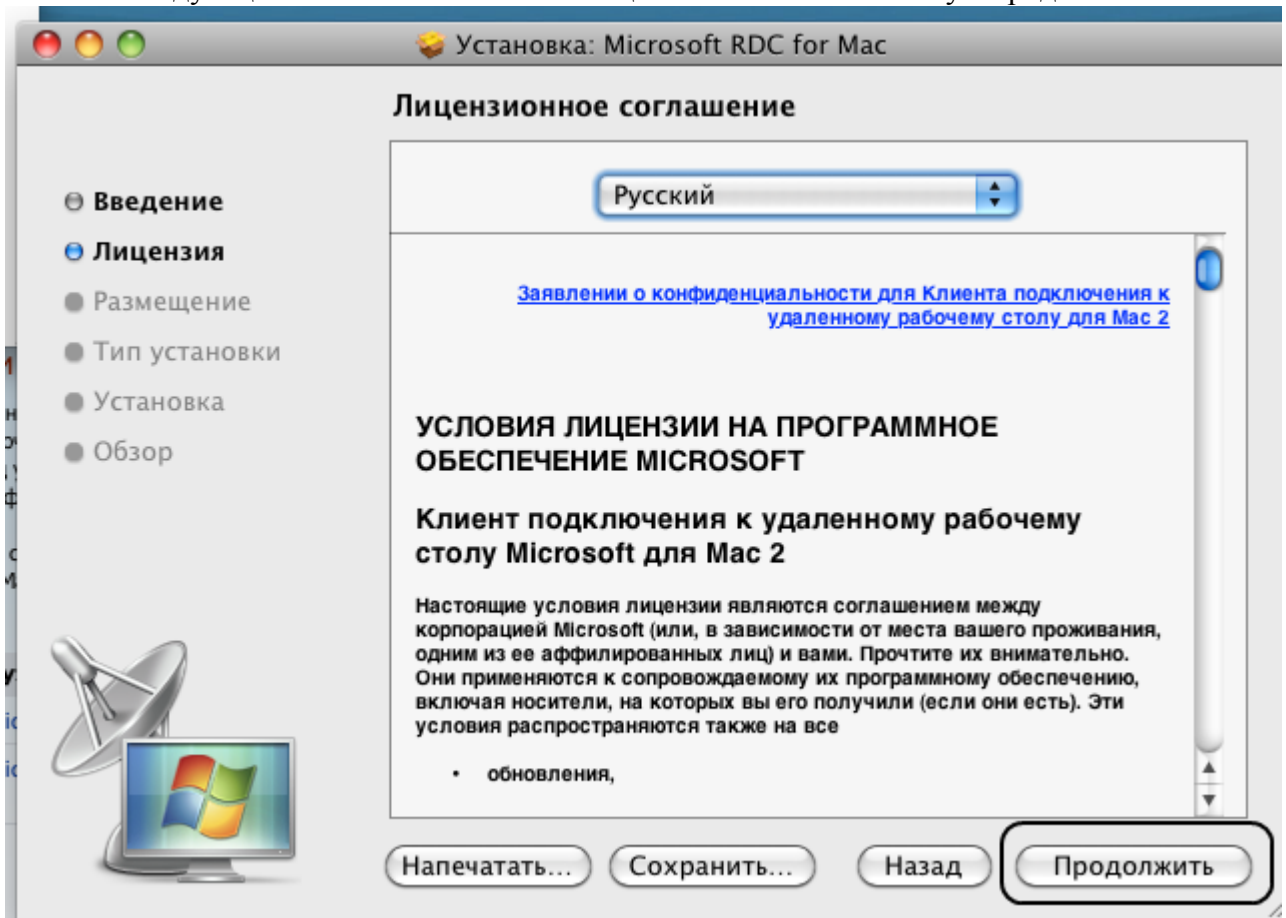 Установка: Microsoft RDC for Mac
Лицензионное соглашение
Введение
Лицензия
Размещение
Тип установки
Установка
Обзор
Русский
Заявлении о конфиденциальности для Клиента подключения к
удаленному рабочему столу для Mac 2
УСЛОВИЯ ЛИЦЕНЗИИ НА ПРОГРАММНОЕ
ОБЕСПЕЧЕНИЕ MICROSOFT
Клиент подключения к удаленному рабочему
столу Microsoft для Mac 2
Настоящие условия лицензии являются соглашением между
корпорацией Microsoft (или, в зависимости от места вашего проживания,
одним из ее аффилированных лиц) и вами. Прочтите их внимательно.
Они применяются к сопровождаемому их программному обеспечению,
включая носители, на которых вы его получили (если они есть). Эти
условия распространяются также на все
• обновления,
Напечатать... Сохранить... Назад Продолжить